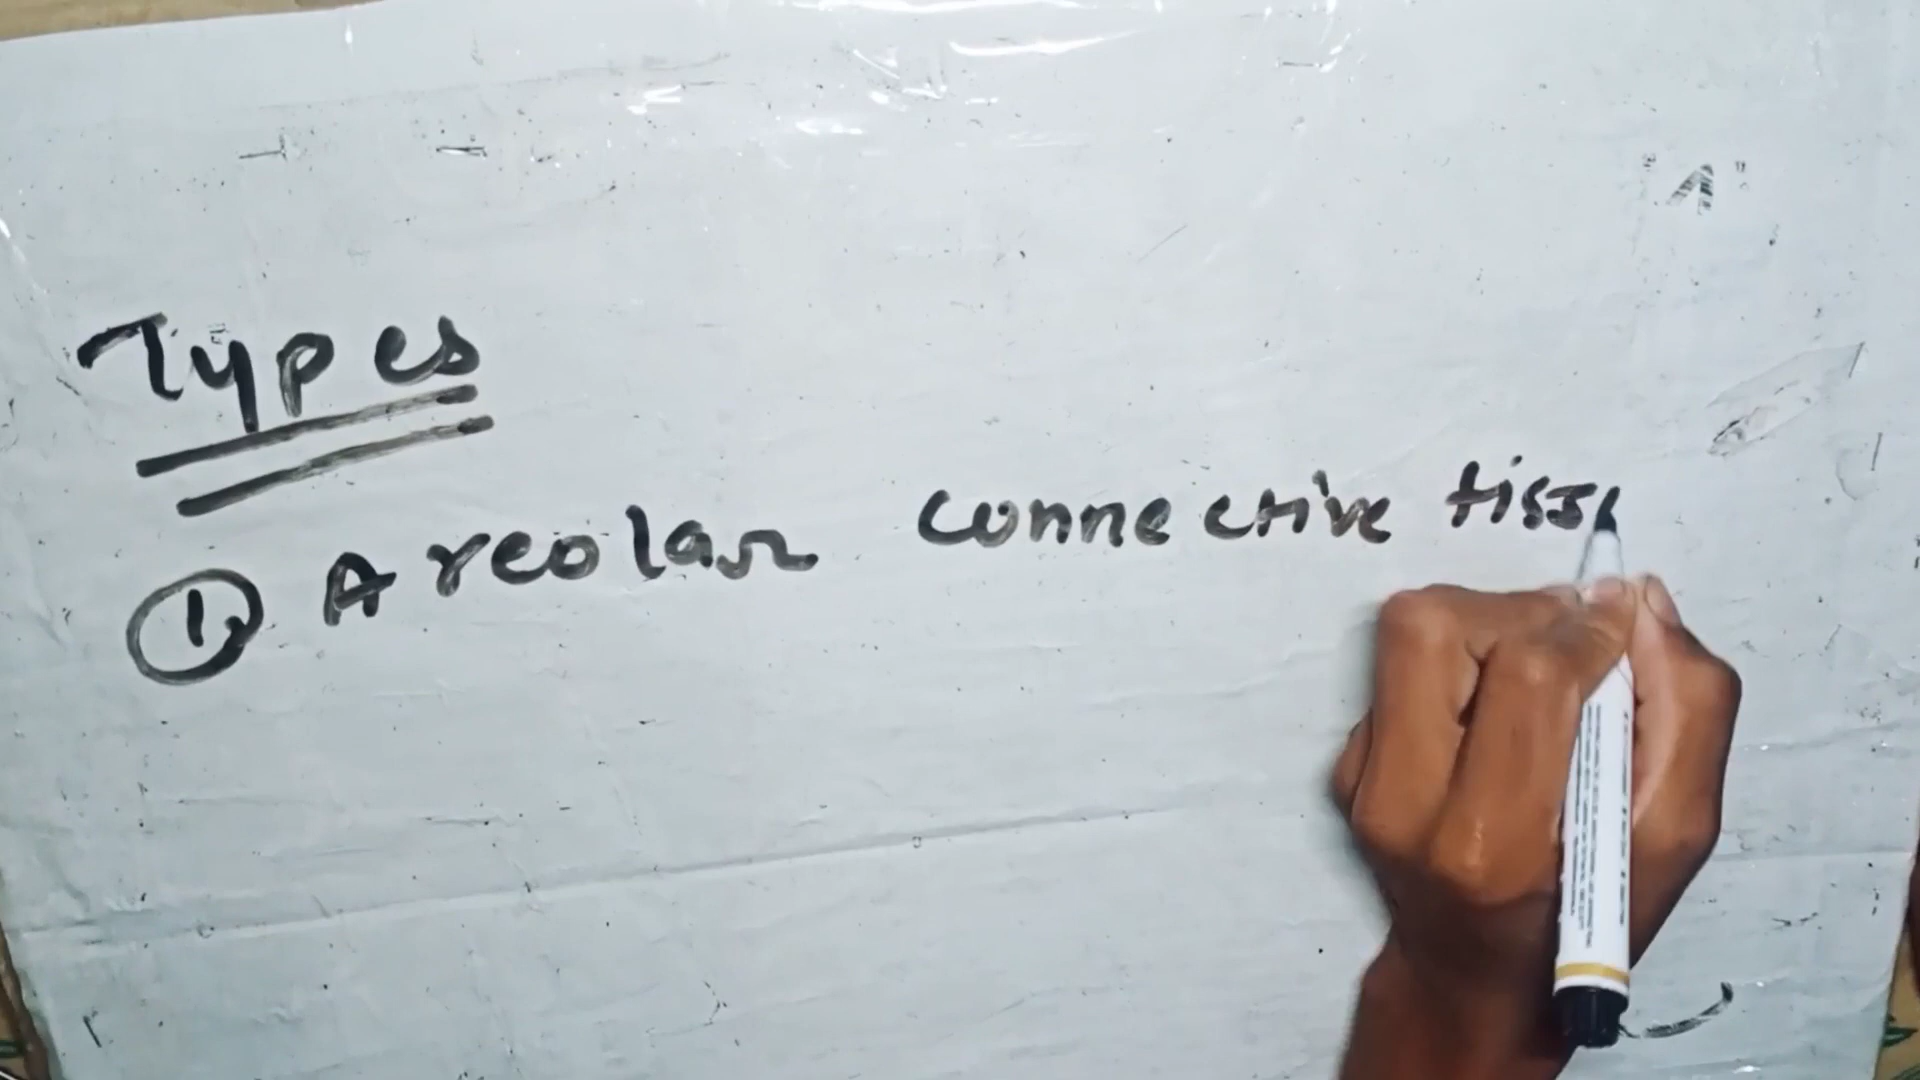 Types
1, Areolar connective tiss